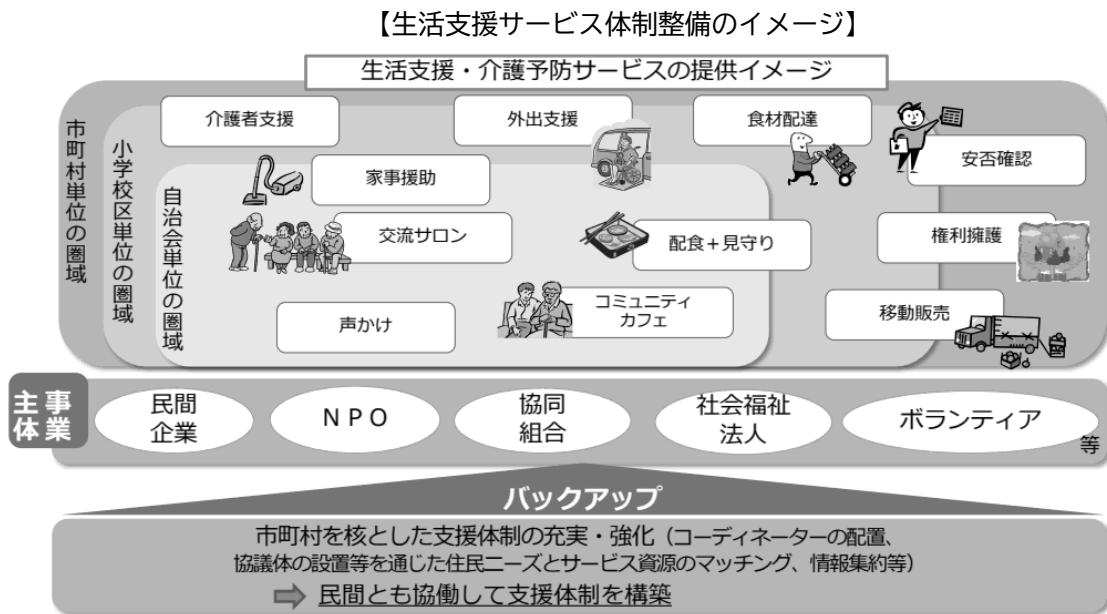 【生活支援サービス体制整備のイメージ】
生活支援・介護予防サービスの提供イメージ
市町村単位の圏域
小学校区単位の圏域
自治会単位の圏域
介護者支援
外出支援
食材配達
安否確認
家事援助
交流サロン
配食+見守り
権利擁護
声かけ
コミュニティ
カフェ
移動販売
事業
主体
民間
企業
NPO
協同
組合
社会福祉
法人
ボランティア
等
バックアップ
市町村を核とした支援体制の充実・強化(コーディネーターの配置、
協議体の設置等を通じた住民ニーズとサービス資源のマッチング、情報集約等)
民間とも協働して支援体制を構築